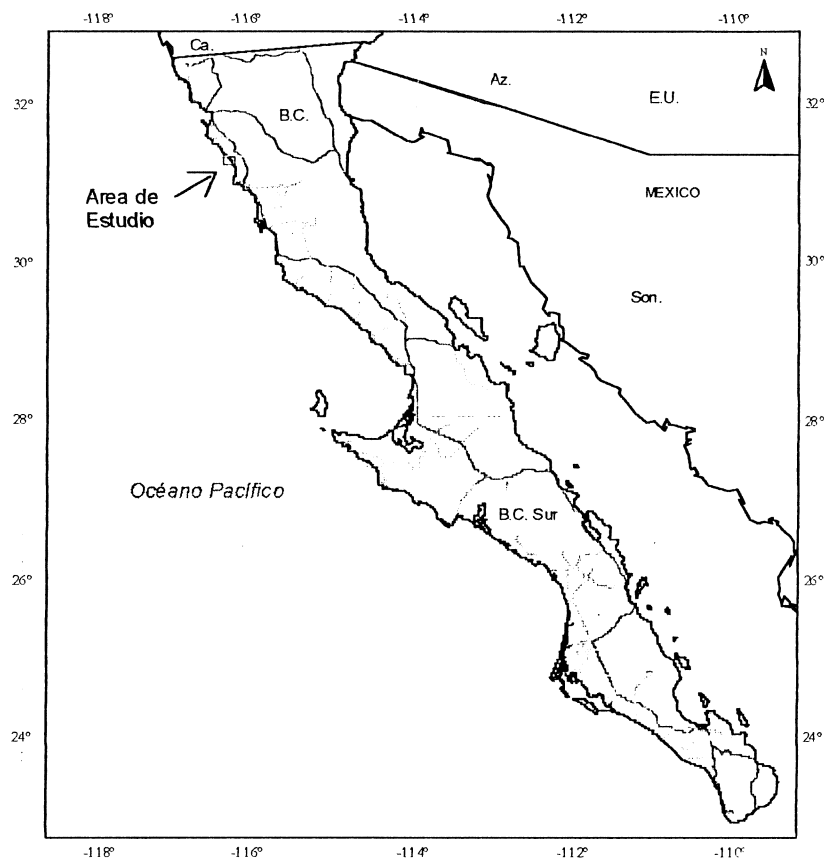 -118° -116° -114° -112° -110°
Ca.
N
Az.
E.U.
32° 32°
B.C.
Area de
Estudio
MEXICO
30° 30°
Son.
28° 28°
Océano Pacífico
B.C. Sur
26° 26°
24° 24°
-118° -116° -114° -112° -110°